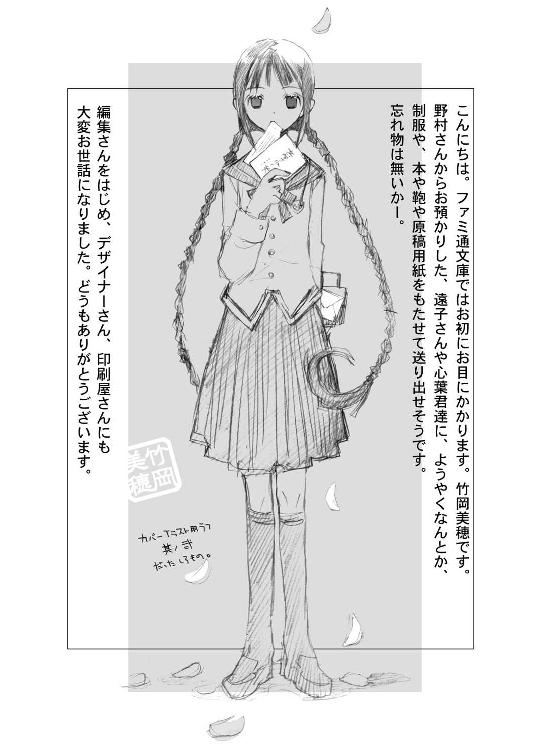 こんにちは。ファミ通文庫ではお初にお目にかかります。竹岡美穂です。
野村さんからお預かりした、遠子さんや心葉君達に、ようやくなんとか、
制服や、本や鞄や原稿用紙をもたせて送り出せそうです。
忘れ物は無いかー。
編集さんをはじめ、デザイナーさん、印刷屋さんにも
大変お世話になりました。どうもありがとうございます。
竹岡
美穂
カバーイラスト用ラフ
其ノ弐
だったしろもの。